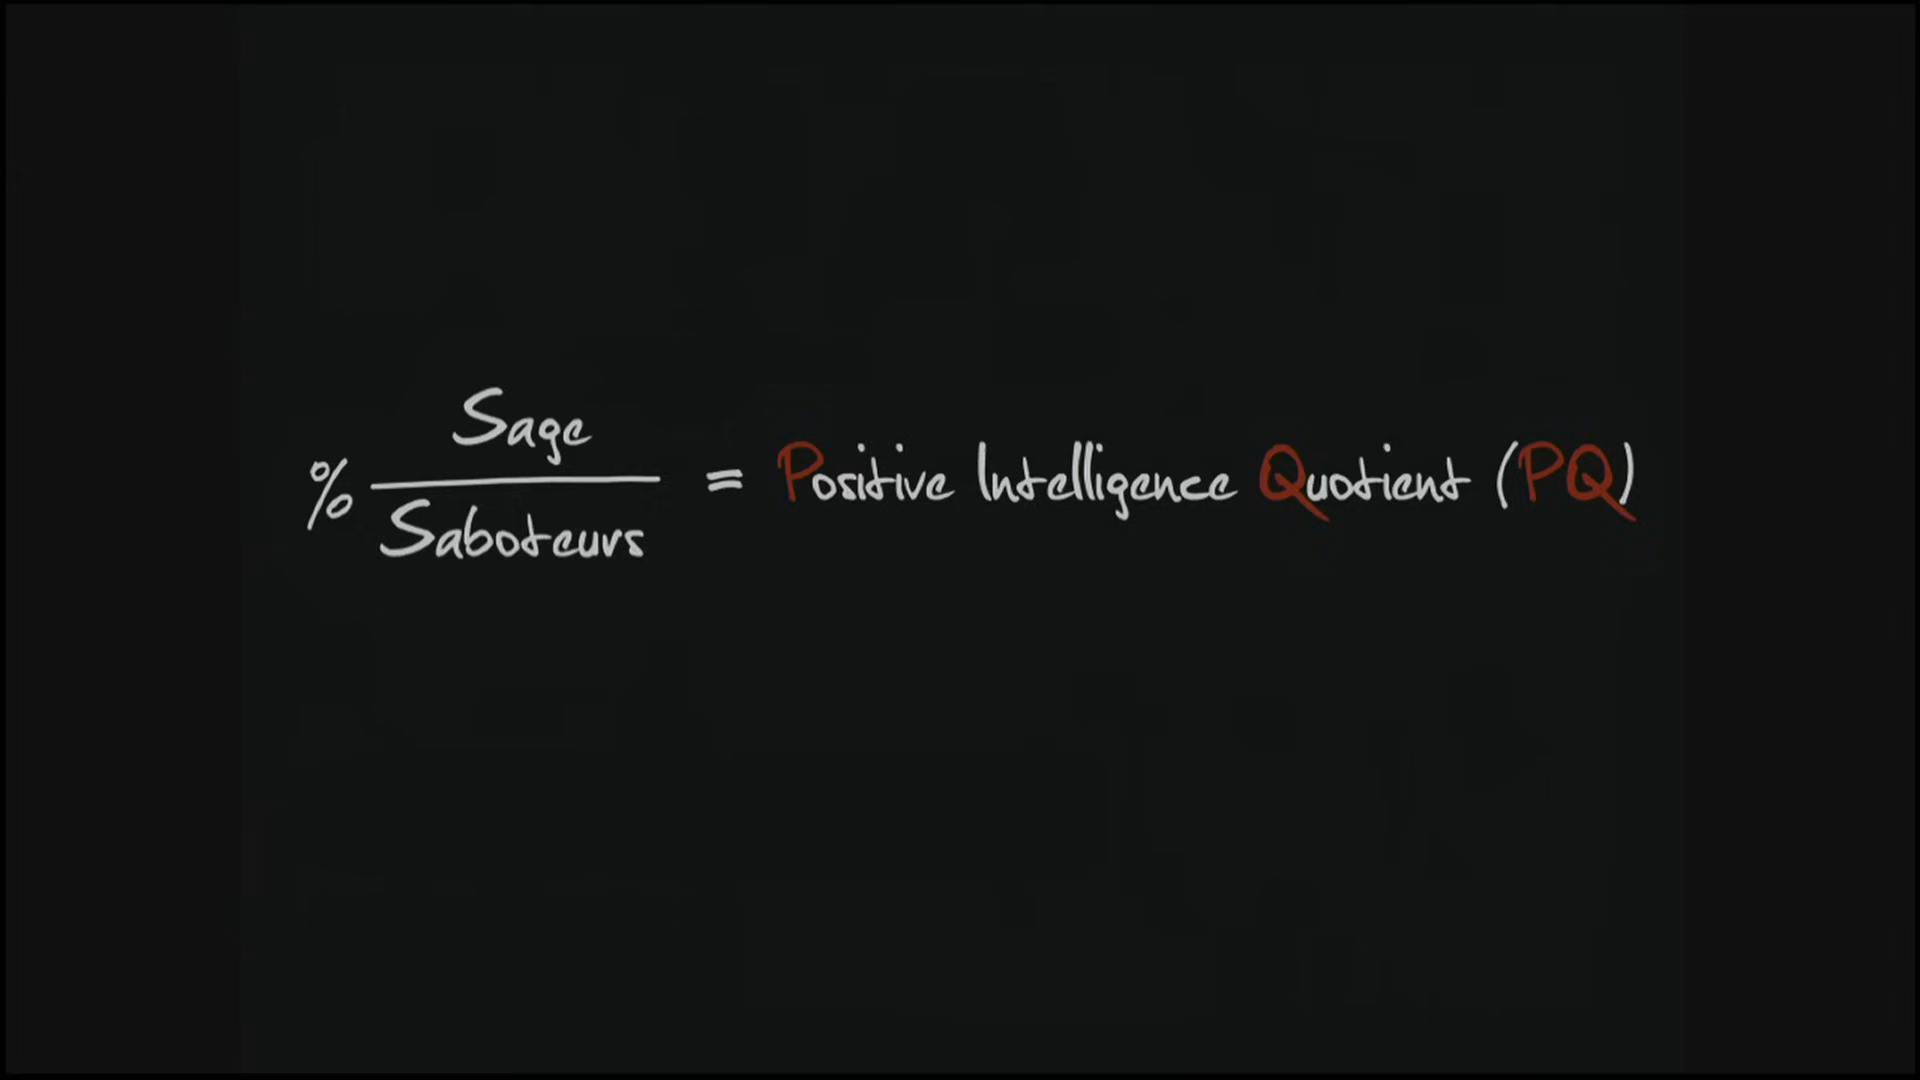 Sage
% = Positive Intelligence Quotient (PQ)
Saboteurs